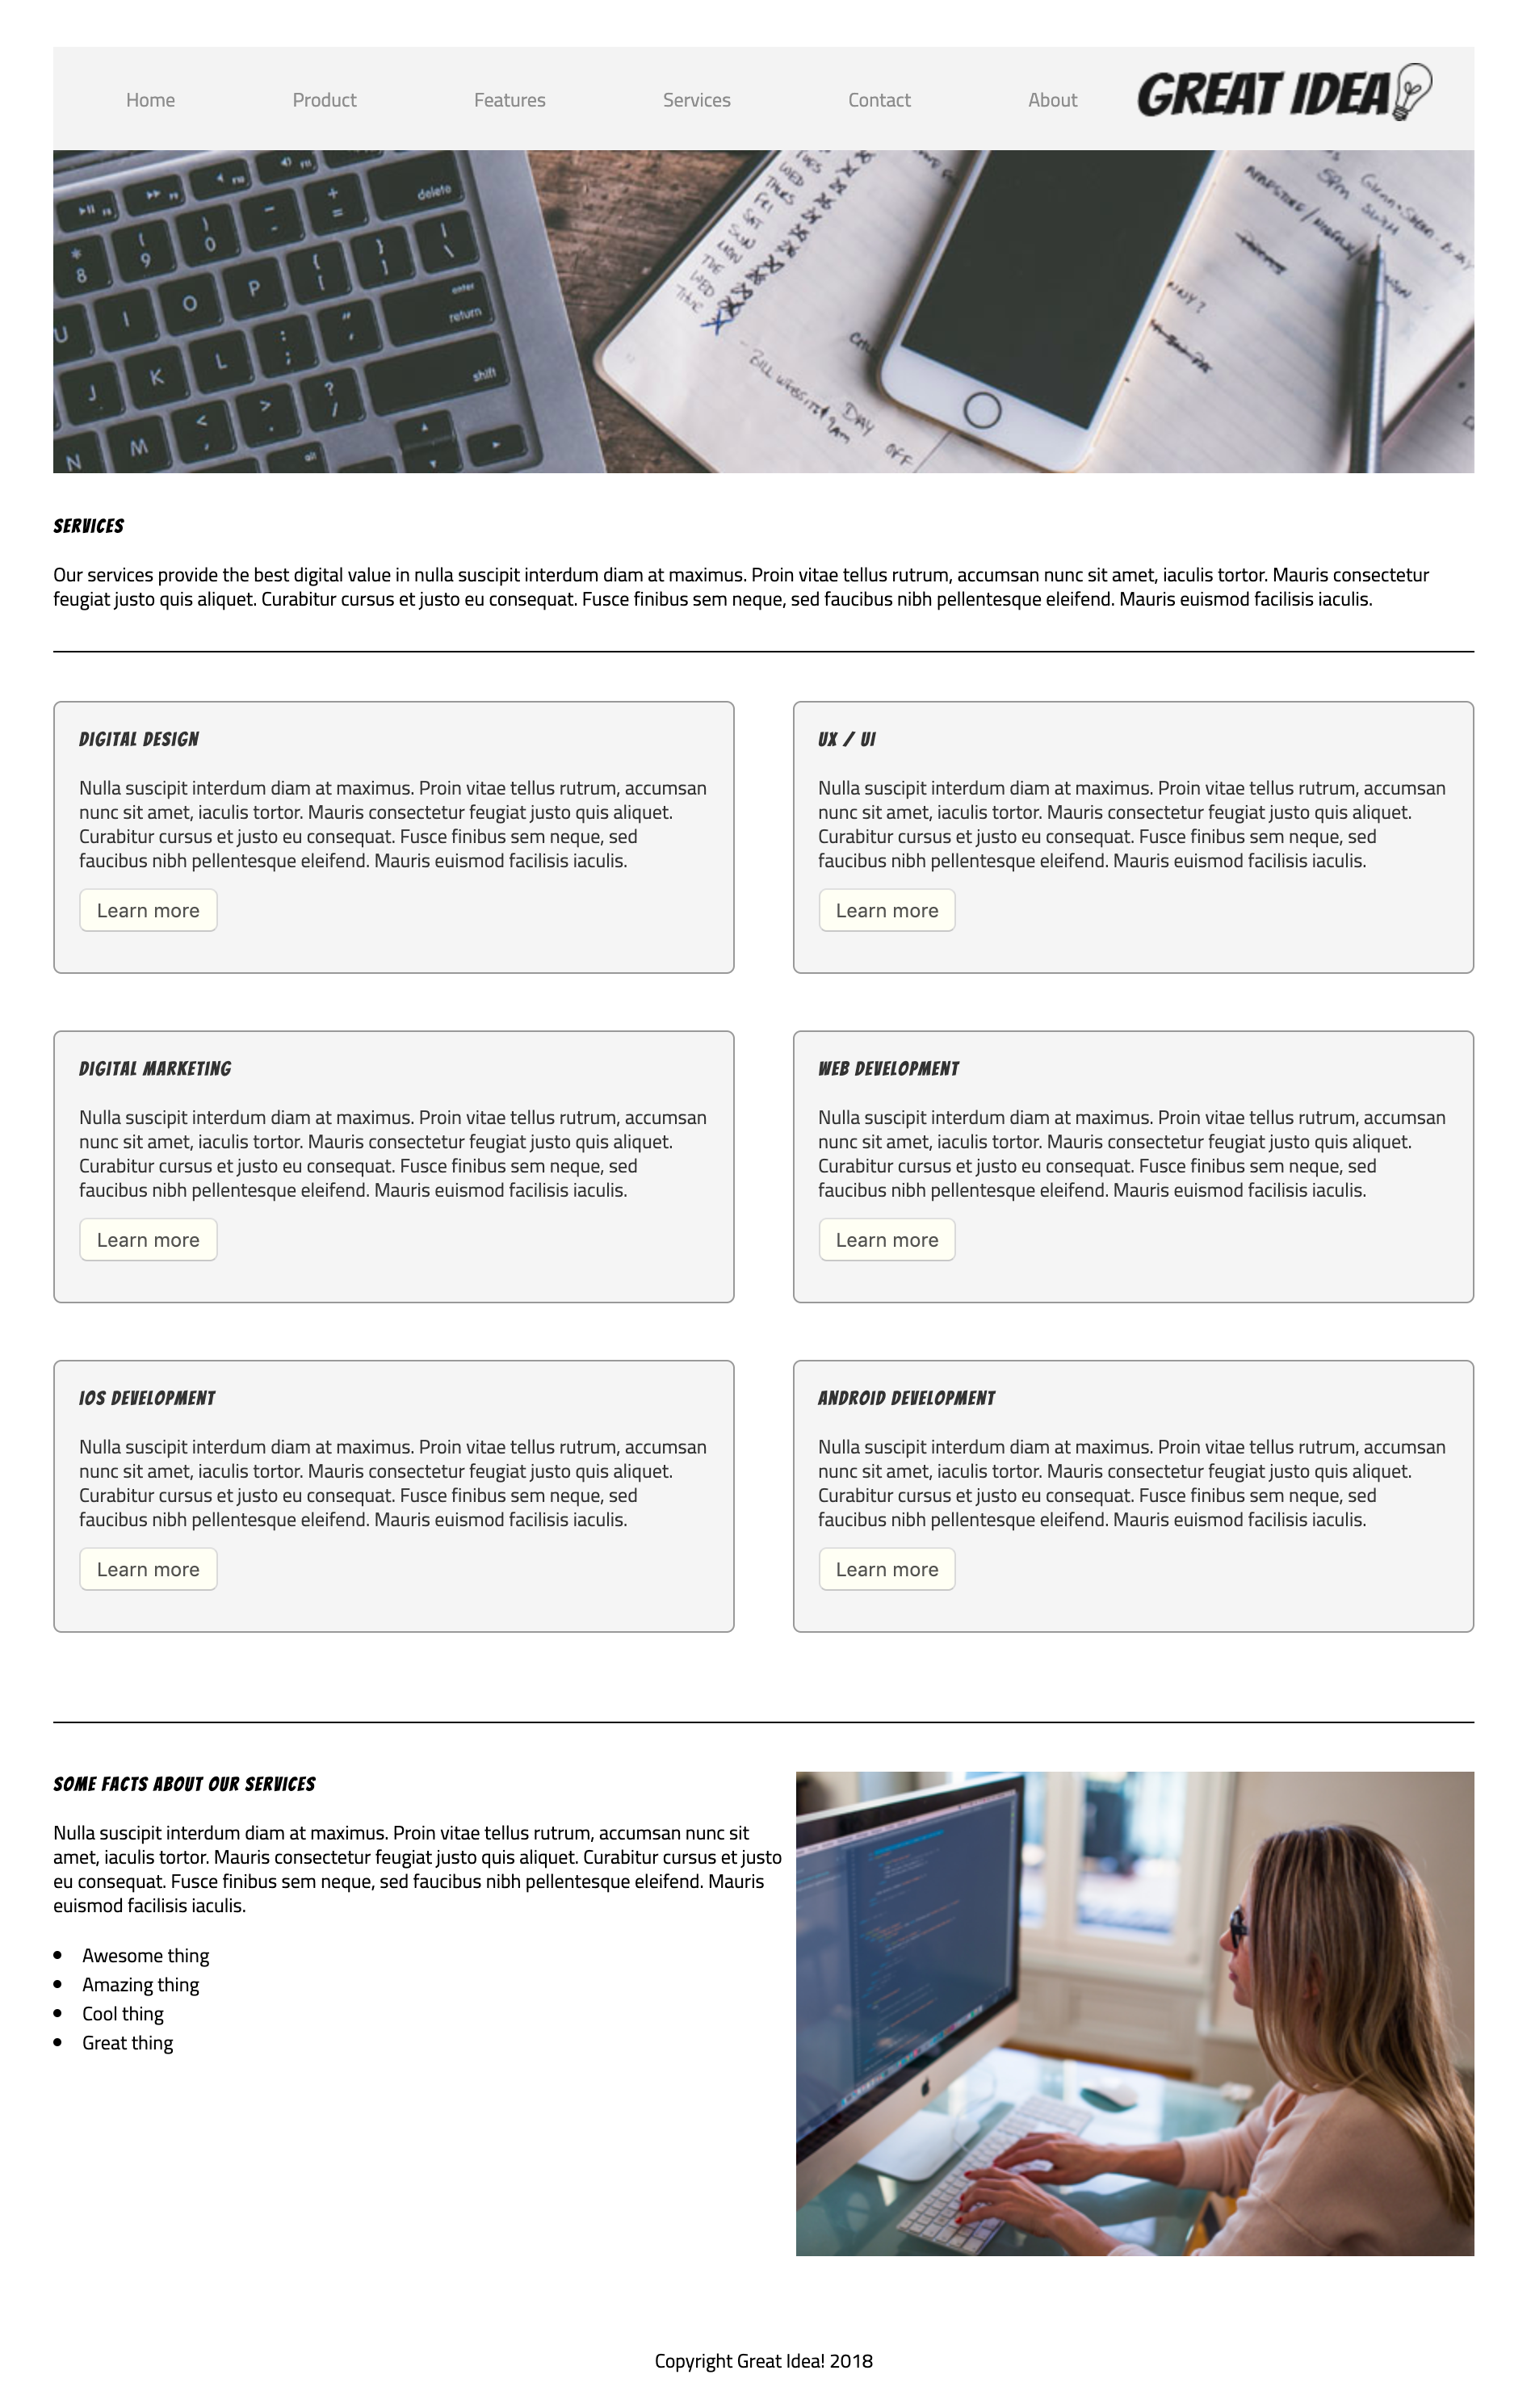 Home Product Features Services Contact About GREAT IDEA
delete
enter
return
shift
alt
U I O P
J K L
N M
TUES
WED
THURS
FRI
SAT
SUN
MON
TUE
WED
- BILL WEBSITE
9am
DAY OFF
SERVICES
Our services provide the best digital value in nulla suscipit interdum diam at maximus. Proin vitae tellus rutrum, accumsan nunc sit amet, iaculis tortor. Mauris consectetur
feugiat justo quis aliquet. Curabitur cursus et justo eu consequat. Fusce finibus sem neque, sed faucibus nibh pellentesque eleifend. Mauris euismod facilisis iaculis.
DIGITAL DESIGN
Nulla suscipit interdum diam at maximus. Proin vitae tellus rutrum, accumsan
nunc sit amet, iaculis tortor. Mauris consectetur feugiat justo quis aliquet.
Curabitur cursus et justo eu consequat. Fusce finibus sem neque, sed
faucibus nibh pellentesque eleifend. Mauris euismod facilisis iaculis.
Learn more
UX / UI
Nulla suscipit interdum diam at maximus. Proin vitae tellus rutrum, accumsan
nunc sit amet, iaculis tortor. Mauris consectetur feugiat justo quis aliquet.
Curabitur cursus et justo eu consequat. Fusce finibus sem neque, sed
faucibus nibh pellentesque eleifend. Mauris euismod facilisis iaculis.
Learn more
DIGITAL MARKETING
Nulla suscipit interdum diam at maximus. Proin vitae tellus rutrum, accumsan
nunc sit amet, iaculis tortor. Mauris consectetur feugiat justo quis aliquet.
Curabitur cursus et justo eu consequat. Fusce finibus sem neque, sed
faucibus nibh pellentesque eleifend. Mauris euismod facilisis iaculis.
Learn more
WEB DEVELOPMENT
Nulla suscipit interdum diam at maximus. Proin vitae tellus rutrum, accumsan
nunc sit amet, iaculis tortor. Mauris consectetur feugiat justo quis aliquet.
Curabitur cursus et justo eu consequat. Fusce finibus sem neque, sed
faucibus nibh pellentesque eleifend. Mauris euismod facilisis iaculis.
Learn more
IOS DEVELOPMENT
Nulla suscipit interdum diam at maximus. Proin vitae tellus rutrum, accumsan
nunc sit amet, iaculis tortor. Mauris consectetur feugiat justo quis aliquet.
Curabitur cursus et justo eu consequat. Fusce finibus sem neque, sed
faucibus nibh pellentesque eleifend. Mauris euismod facilisis iaculis.
Learn more
ANDROID DEVELOPMENT
Nulla suscipit interdum diam at maximus. Proin vitae tellus rutrum, accumsan
nunc sit amet, iaculis tortor. Mauris consectetur feugiat justo quis aliquet.
Curabitur cursus et justo eu consequat. Fusce finibus sem neque, sed
faucibus nibh pellentesque eleifend. Mauris euismod facilisis iaculis.
Learn more
SOME FACTS ABOUT OUR SERVICES
Nulla suscipit interdum diam at maximus. Proin vitae tellus rutrum, accumsan nunc sit
amet, iaculis tortor. Mauris consectetur feugiat justo quis aliquet. Curabitur cursus et justo
eu consequat. Fusce finibus sem neque, sed faucibus nibh pellentesque eleifend. Mauris
euismod facilisis iaculis.
Awesome thing
Amazing thing
Cool thing
Great thing
Copyright Great Idea! 2018